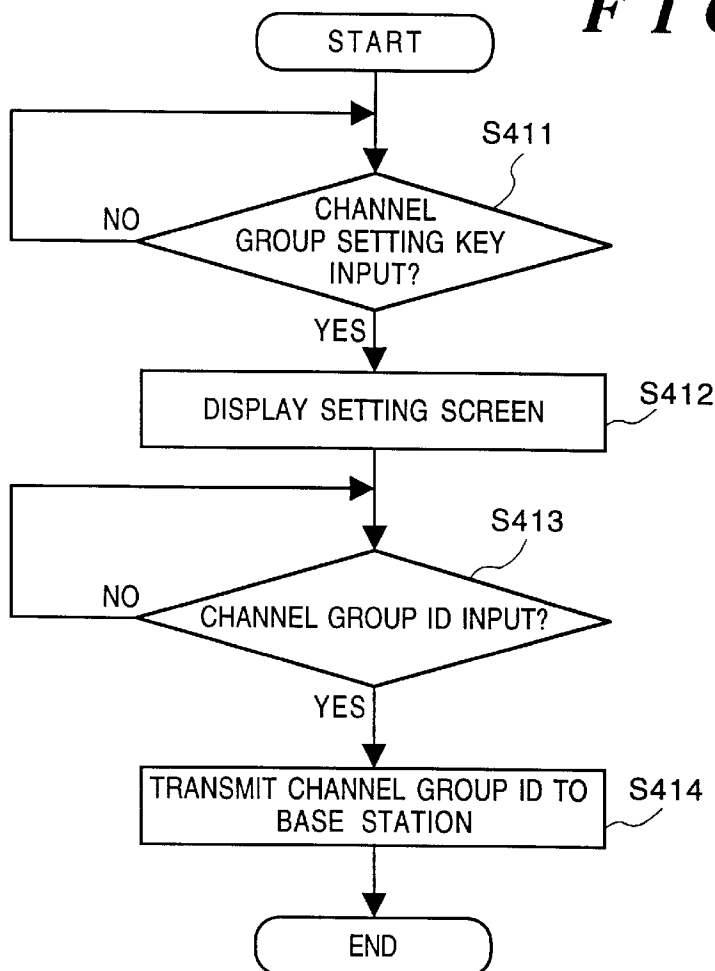 F I G
START
S411
CHANNEL
GROUP SETTING KEY
INPUT?
NO
YES
DISPLAY SETTING SCREEN
S412
S413
CHANNEL GROUP ID INPUT?
NO
YES
TRANSMIT CHANNEL GROUP ID TO
BASE STATION
S414
END